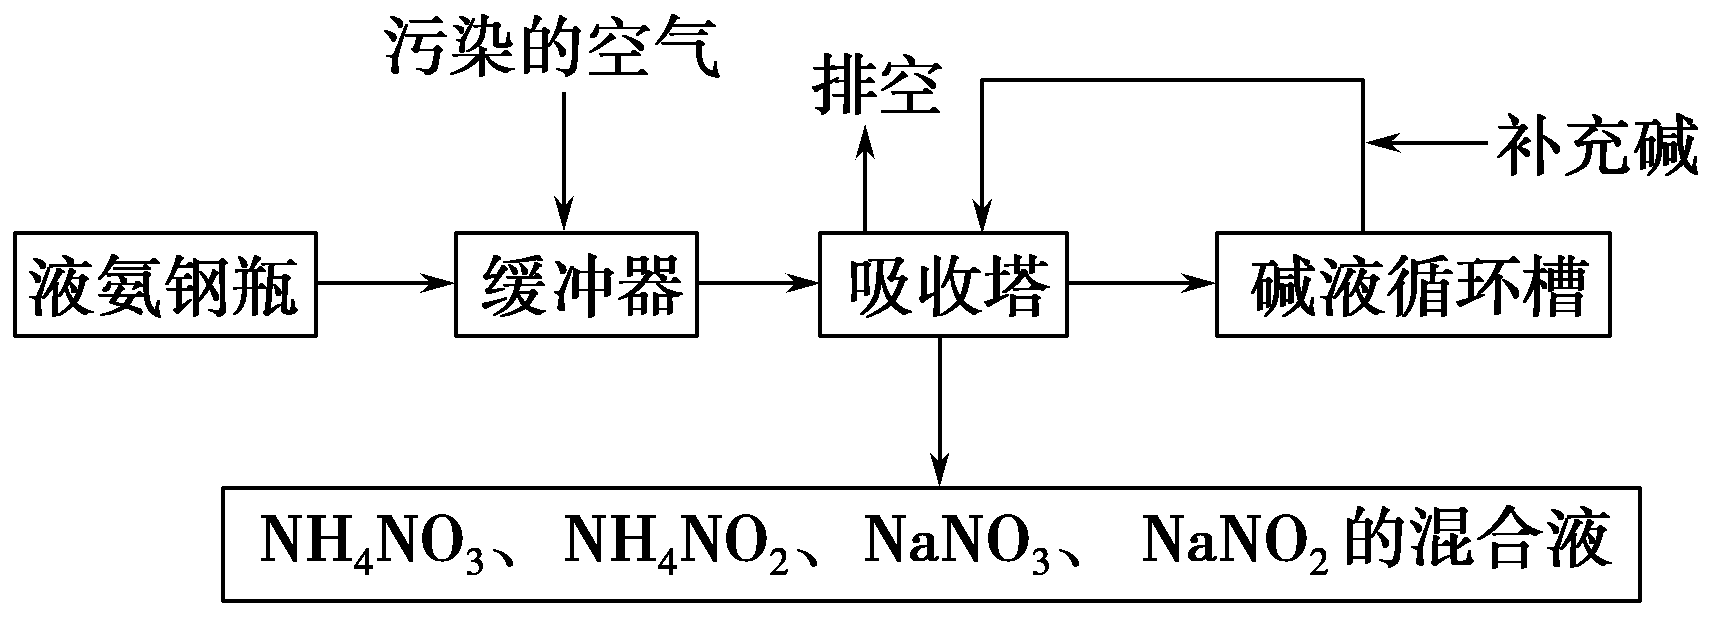 污染的空气
排空
补充碱
液氨钢瓶
缓冲器
吸收塔
碱液循环槽
NH₄NO₃、NH₄NO₂、NaNO₃、NaNO₂的混合液